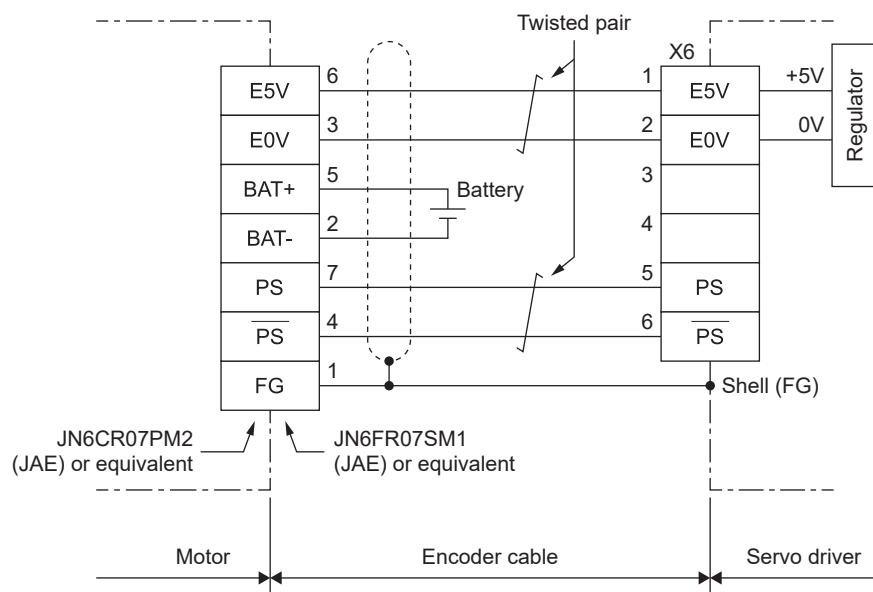 Twisted pair
X6
E5V 6 1 E5V +5V
E0V 3 2 E0V 0V
Regulator
BAT+ 5 Battery 3
BAT- 2 4
PS 7 5 PS
P̅S̅ 4 6 P̅S̅
FG 1 Shell (FG)
JN6CR07PM2
(JAE) or equivalent
JN6FR07SM1
(JAE) or equivalent
Motor Encoder cable Servo driver